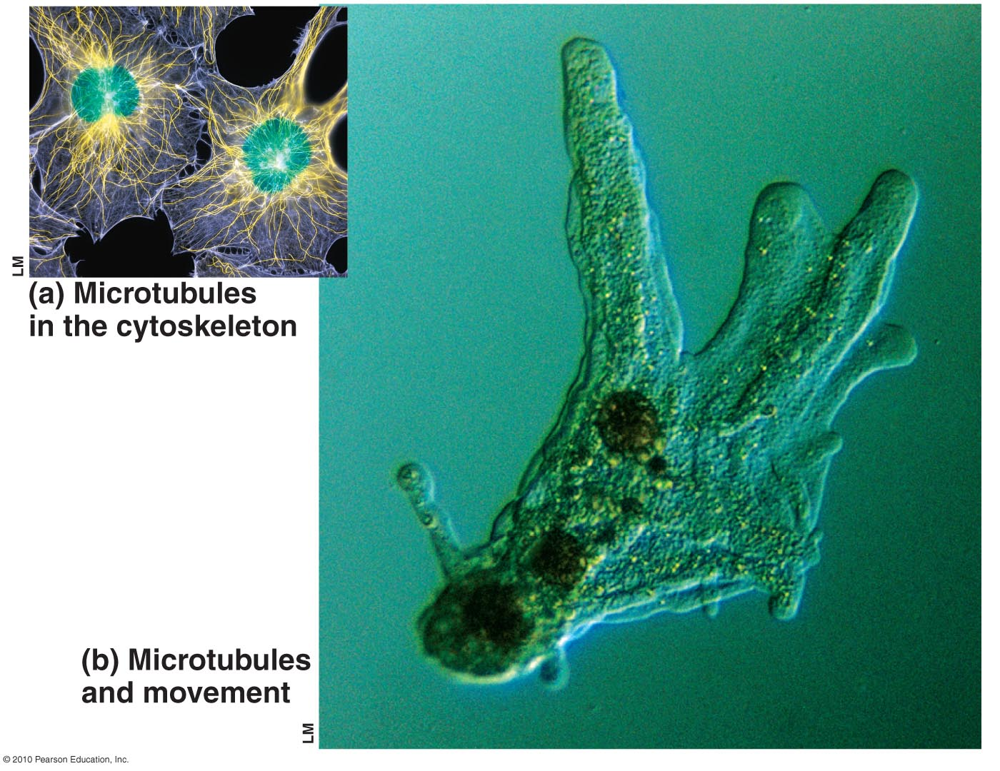 LM
(a) Microtubules
in the cytoskeleton
(b) Microtubules
and movement
LM
© 2010 Pearson Education, Inc.